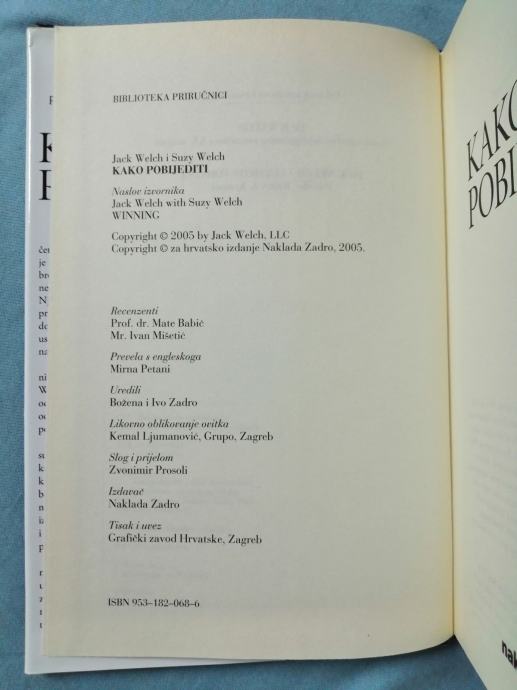 BIBLIOTEKA PRIRUČNICI
Jack Welch i Suzy Welch
KAKO POBIJEDITI
Naslov izvornika
Jack Welch with Suzy Welch
WINNING
Copyright © 2005 by Jack Welch, LLC
Copyright © za hrvatsko izdanje Naklada Zadro, 2005.
Recenzenti
Prof. dr. Mate Babić
Mr. Ivan Mišetić
Prevela s engleskoga
Mirna Petani
Uredili
Božena i Ivo Zadro
Likovno oblikovanje ovitka
Kemal Ljumanović, Grupo, Zagreb
Slog i prijelom
Zvonimir Prosoli
Izdavač
Naklada Zadro
Tisak i uvez
Grafički zavod Hrvatske, Zagreb
ISBN 953–182–068–6
KAKO